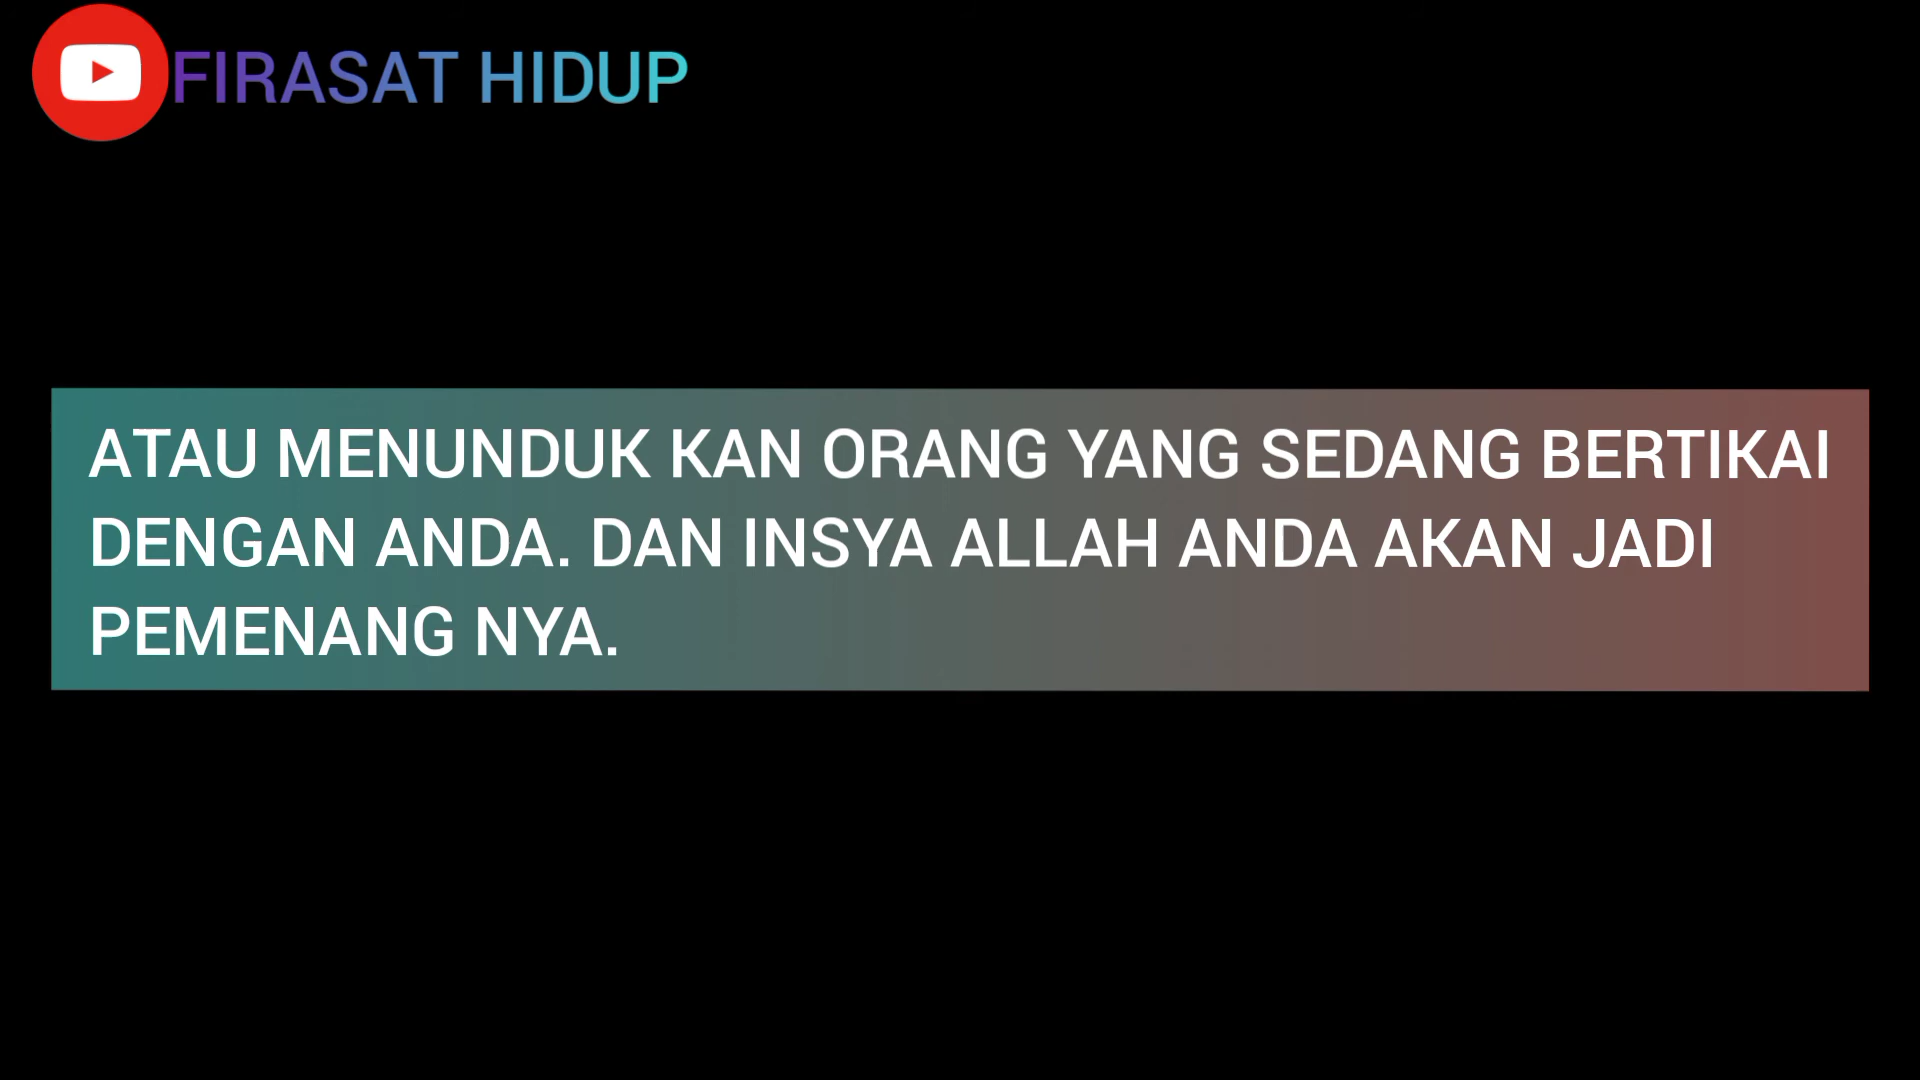 FIRASAT HIDUP
ATAU MENUNDUK KAN ORANG YANG SEDANG BERTIKAI
DENGAN ANDA. DAN INSYA ALLAH ANDA AKAN JADI
PEMENANG NYA.